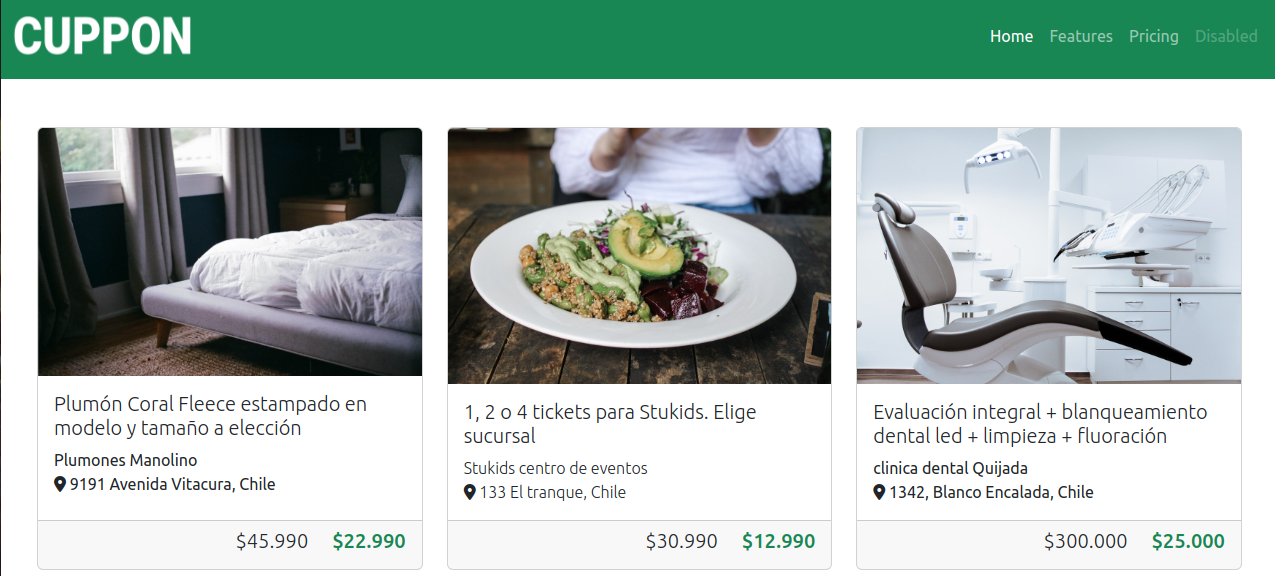 CUPPON
Home Features Pricing Disabled
Plumón Coral Fleece estampado en
modelo y tamaño a elección
Plumones Manolino
9191 Avenida Vitacura, Chile
$45.990 $22.990
1, 2 o 4 tickets para Stukids. Elige
sucursal
Stukids centro de eventos
133 El tranque, Chile
$30.990 $12.990
Evaluación integral + blanqueamiento
dental led + limpieza + fluoración
clinica dental Quijada
1342, Blanco Encalada, Chile
$300.000 $25.000